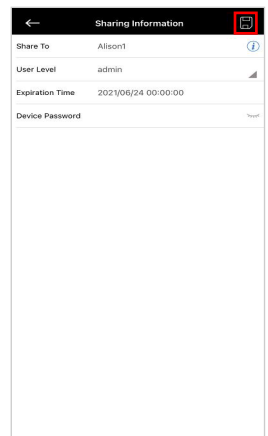 Sharing Information
Share To Alison1
User Level admin
Expiration Time 2021/06/24 00:00:00
Device Password